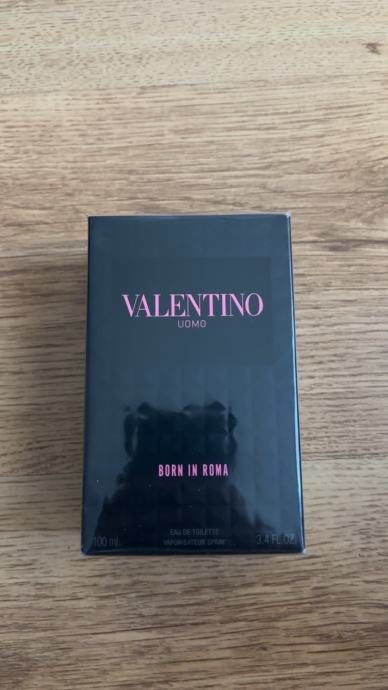 VALENTINO
UOMO
BORN IN ROMA
EAU DE TOILETTE
VAPORISATEUR SPRAY
100 ml 3.4 FL.OZ.